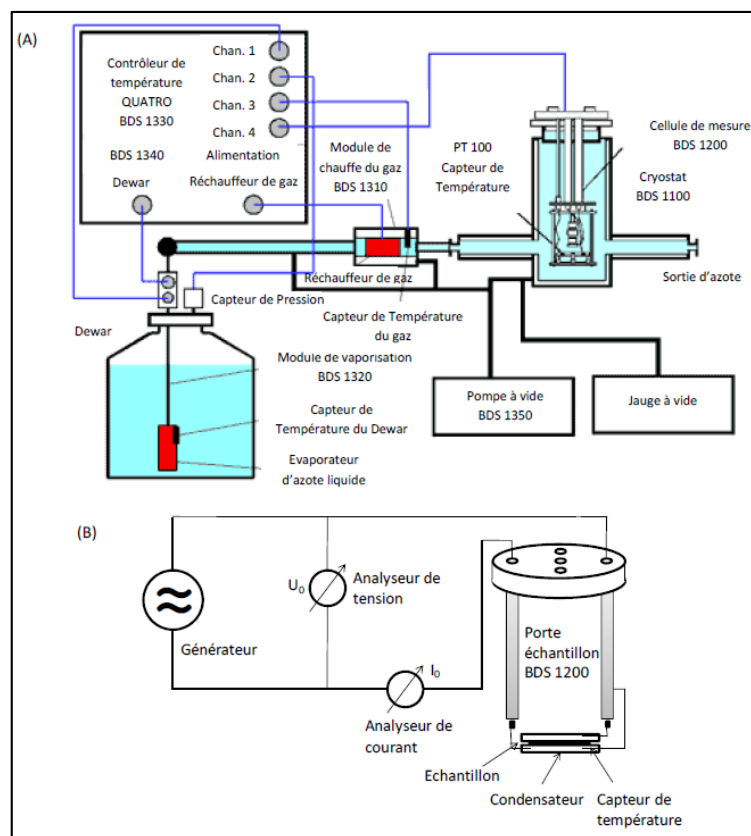 (A)
Contrôleur de
température
QUATRO
BDS 1330
Chan. 1
Chan. 2
Chan. 3
Chan. 4
BDS 1340
Alimentation
Dewar
Réchauffeur de gaz
Module de
chauffe du gaz
BDS 1310
PT 100
Capteur de
Température
Cellule de mesure
BDS 1200
Cryostat
BDS 1100
Sortie d'azote
Réchauffeur de gaz
Capteur de Pression
Capteur de Température
du gaz
Dewar
Module de vaporisation
BDS 1320
Pompe à vide
BDS 1350
Jauge à vide
Capteur de
Température du Dewar
Evaporateur
d'azote liquide
(B)
U0
Analyseur de
tension
Générateur
Porte
échantillon
BDS 1200
I0
Analyseur de
courant
Echantillon
Condensateur
Capteur de
température